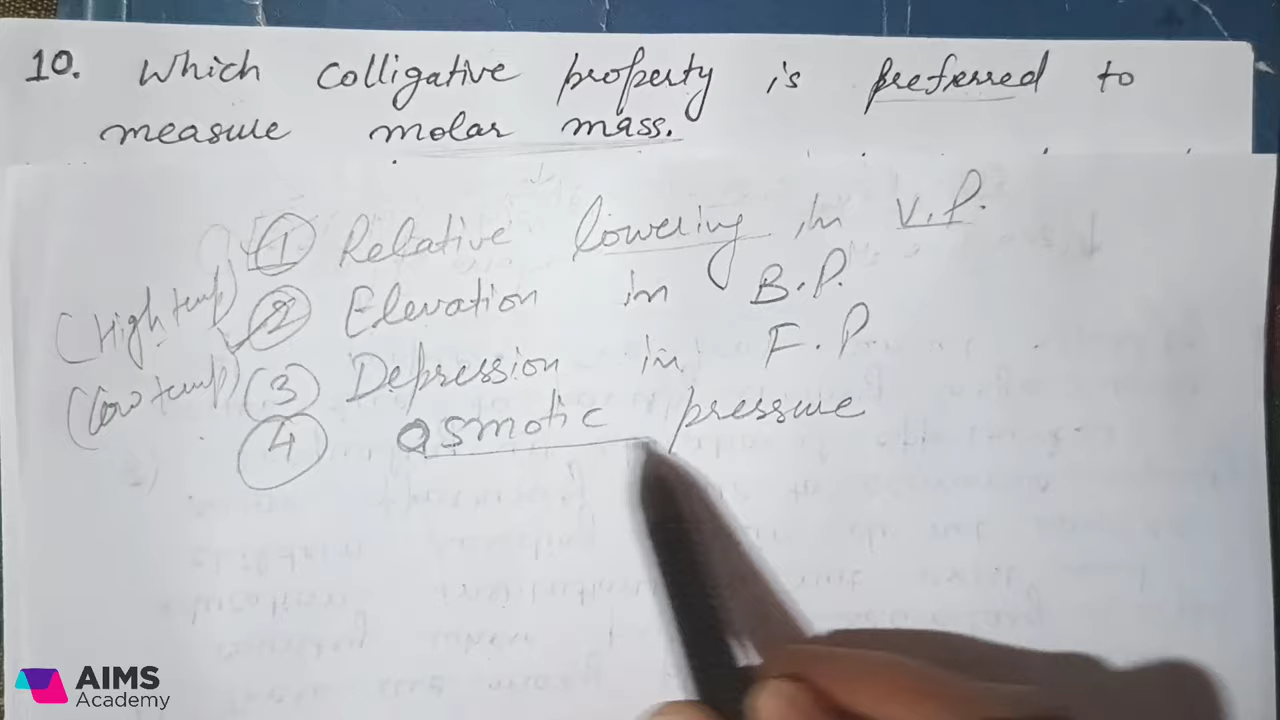 10. Which colligative property is preferred to
measure molar mass.
(1) Relative lowering in V.P.
(High temp) (2) Elevation in B.P.
(low temp) (3) Depression in F.P
(4) osmotic pressure
AIMS
Academy